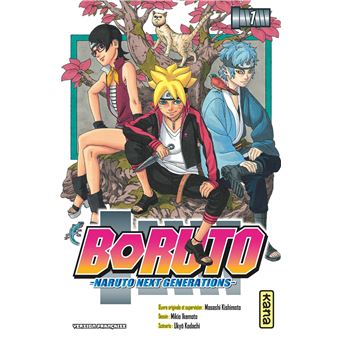 BORUTO
-NARUTO NEXT GENERATIONS-
Œuvre originale et supervision : Masashi Kishimoto
Dessin : Mikio Ikemoto
Scénario : Ukyô Kodachi
VERSION FRANÇAISE
KANA